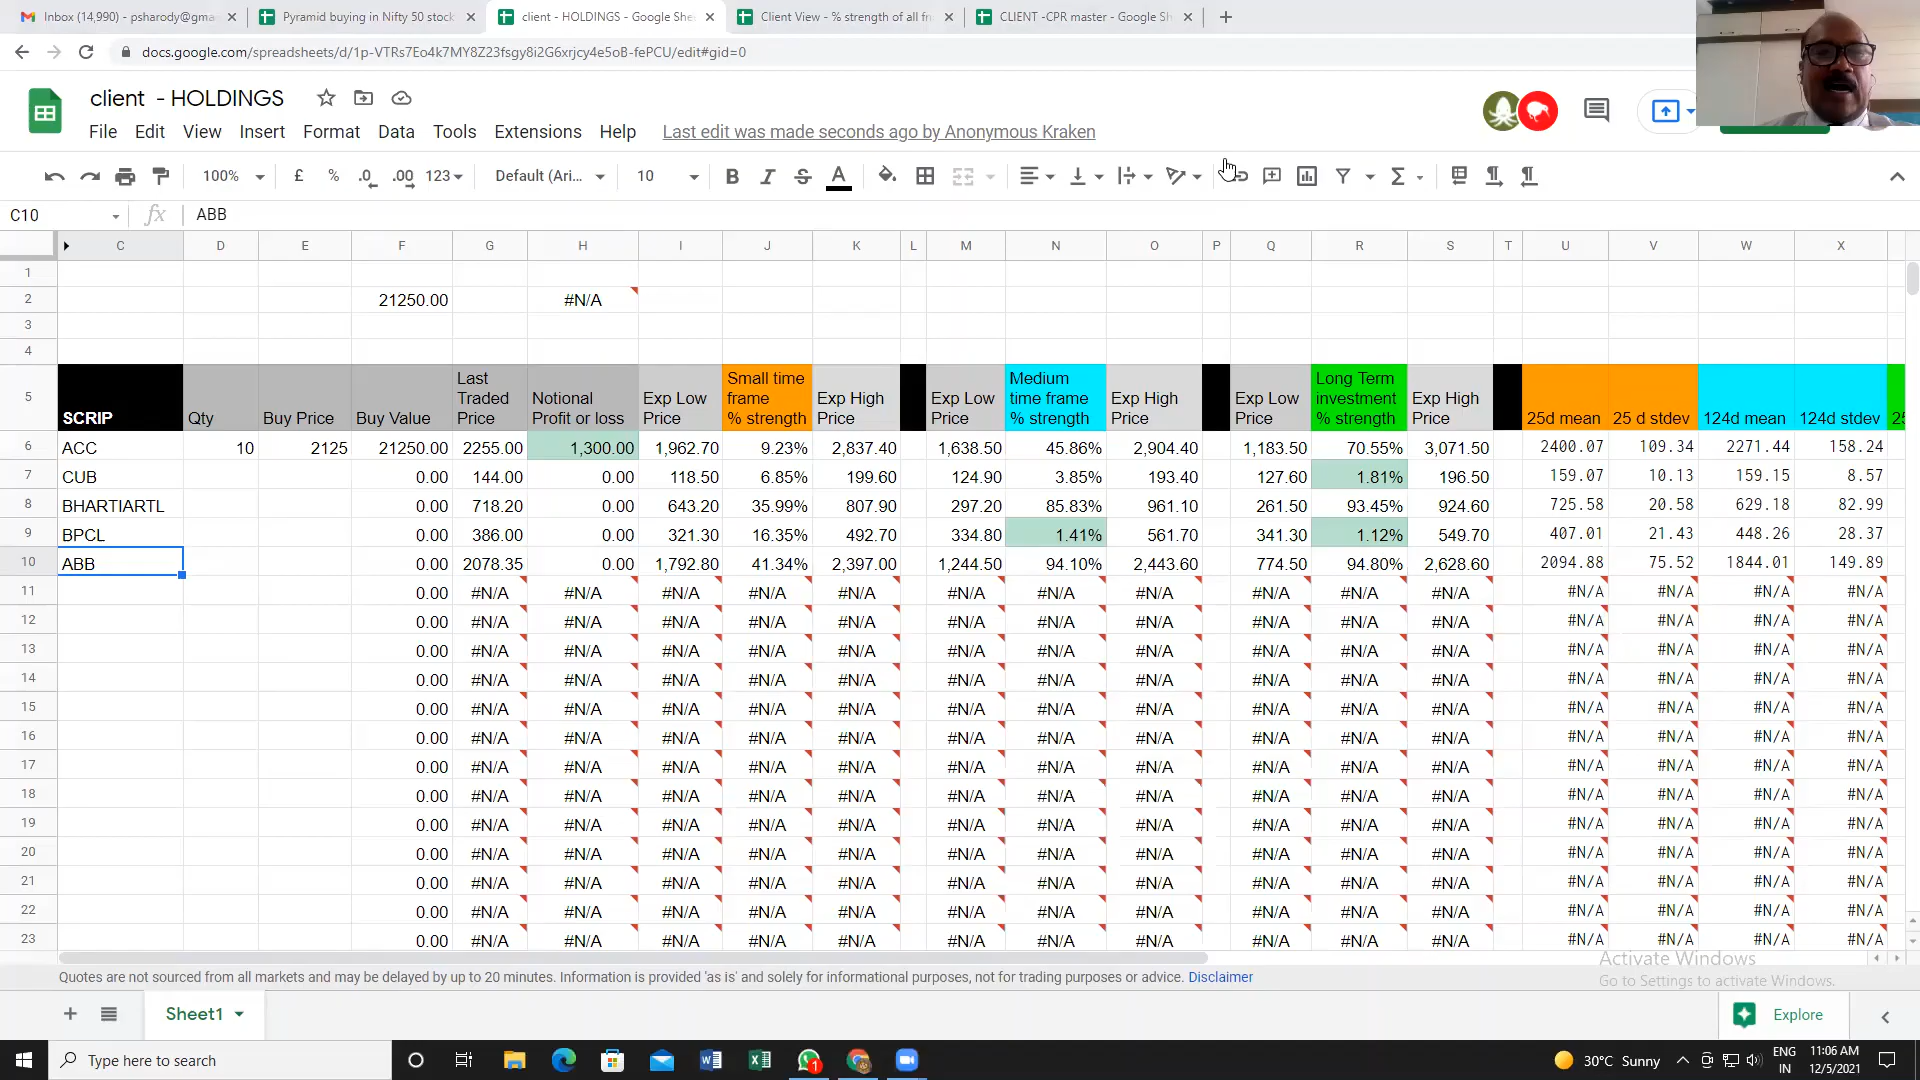 Inbox (14,990) - psharody@gma
Pyramid buying in Nifty 50 stock
client - HOLDINGS - Google She
Client View - % strength of all fr
CLIENT -CPR master - Google Sh
docs.google.com/spreadsheets/d/1p-VTRs7Eo4k7MY8Z23fsgy8i2G6xrjcy4e5oB-fePCU/edit#gid=0
client - HOLDINGS
File Edit View Insert Format Data Tools Extensions Help Last edit was made seconds ago by Anonymous Kraken
100% £ % .0 .00 123 Default (Ari... 10 B I S A
C10 fx ABB
C D E F G H I J K L M N O P Q R S T U V W X
1
2 21250.00 #N/A
3
4
5 SCRIP Qty Buy Price Buy Value Last Traded Price Notional Profit or loss Exp Low Price Small time frame % strength Exp High Price Exp Low Price Medium time frame % strength Exp High Price Exp Low Price Long Term investment % strength Exp High Price 25d mean 25 d stdev 124d mean 124d stdev 25
6 ACC 10 2125 21250.00 2255.00 1,300.00 1,962.70 9.23% 2,837.40 1,638.50 45.86% 2,904.40 1,183.50 70.55% 3,071.50 2400.07 109.34 2271.44 158.24
7 CUB 0.00 144.00 0.00 118.50 6.85% 199.60 124.90 3.85% 193.40 127.60 1.81% 196.50 159.07 10.13 159.15 8.57
8 BHARTIARTL 0.00 718.20 0.00 643.20 35.99% 807.90 297.20 85.83% 961.10 261.50 93.45% 924.60 725.58 20.58 629.18 82.99
9 BPCL 0.00 386.00 0.00 321.30 16.35% 492.70 334.80 1.41% 561.70 341.30 1.12% 549.70 407.01 21.43 448.26 28.37
10 ABB 0.00 2078.35 0.00 1,792.80 41.34% 2,397.00 1,244.50 94.10% 2,443.60 774.50 94.80% 2,628.60 2094.88 75.52 1844.01 149.89
11 0.00 #N/A #N/A #N/A #N/A #N/A #N/A #N/A #N/A #N/A #N/A #N/A #N/A #N/A #N/A #N/A
12 0.00 #N/A #N/A #N/A #N/A #N/A #N/A #N/A #N/A #N/A #N/A #N/A #N/A #N/A #N/A #N/A
13 0.00 #N/A #N/A #N/A #N/A #N/A #N/A #N/A #N/A #N/A #N/A #N/A #N/A #N/A #N/A #N/A
14 0.00 #N/A #N/A #N/A #N/A #N/A #N/A #N/A #N/A #N/A #N/A #N/A #N/A #N/A #N/A #N/A
15 0.00 #N/A #N/A #N/A #N/A #N/A #N/A #N/A #N/A #N/A #N/A #N/A #N/A #N/A #N/A #N/A
16 0.00 #N/A #N/A #N/A #N/A #N/A #N/A #N/A #N/A #N/A #N/A #N/A #N/A #N/A #N/A #N/A
17 0.00 #N/A #N/A #N/A #N/A #N/A #N/A #N/A #N/A #N/A #N/A #N/A #N/A #N/A #N/A #N/A
18 0.00 #N/A #N/A #N/A #N/A #N/A #N/A #N/A #N/A #N/A #N/A #N/A #N/A #N/A #N/A #N/A
19 0.00 #N/A #N/A #N/A #N/A #N/A #N/A #N/A #N/A #N/A #N/A #N/A #N/A #N/A #N/A #N/A
20 0.00 #N/A #N/A #N/A #N/A #N/A #N/A #N/A #N/A #N/A #N/A #N/A #N/A #N/A #N/A #N/A
21 0.00 #N/A #N/A #N/A #N/A #N/A #N/A #N/A #N/A #N/A #N/A #N/A #N/A #N/A #N/A #N/A
22 0.00 #N/A #N/A #N/A #N/A #N/A #N/A #N/A #N/A #N/A #N/A #N/A #N/A #N/A #N/A #N/A
23 0.00 #N/A #N/A #N/A #N/A #N/A #N/A #N/A #N/A #N/A #N/A #N/A #N/A #N/A #N/A #N/A
Activate Windows
Go to Settings to activate Windows.
Quotes are not sourced from all markets and may be delayed by up to 20 minutes. Information is provided 'as is' and solely for informational purposes, not for trading purposes or advice. Disclaimer
Sheet1 Explore
Type here to search
1
30°C Sunny
ENG IN
11:06 AM
12/5/2021